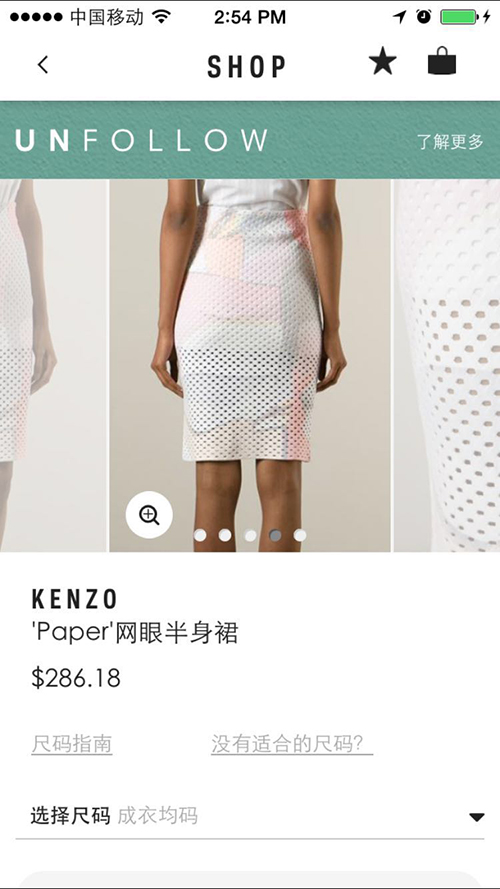 中国移动 2:54 PM
SHOP
UNFOLLOW 了解更多
KENZO
'Paper'网眼半身裙
$286.18
尺码指南 没有适合的尺码？
选择尺码 成衣均码